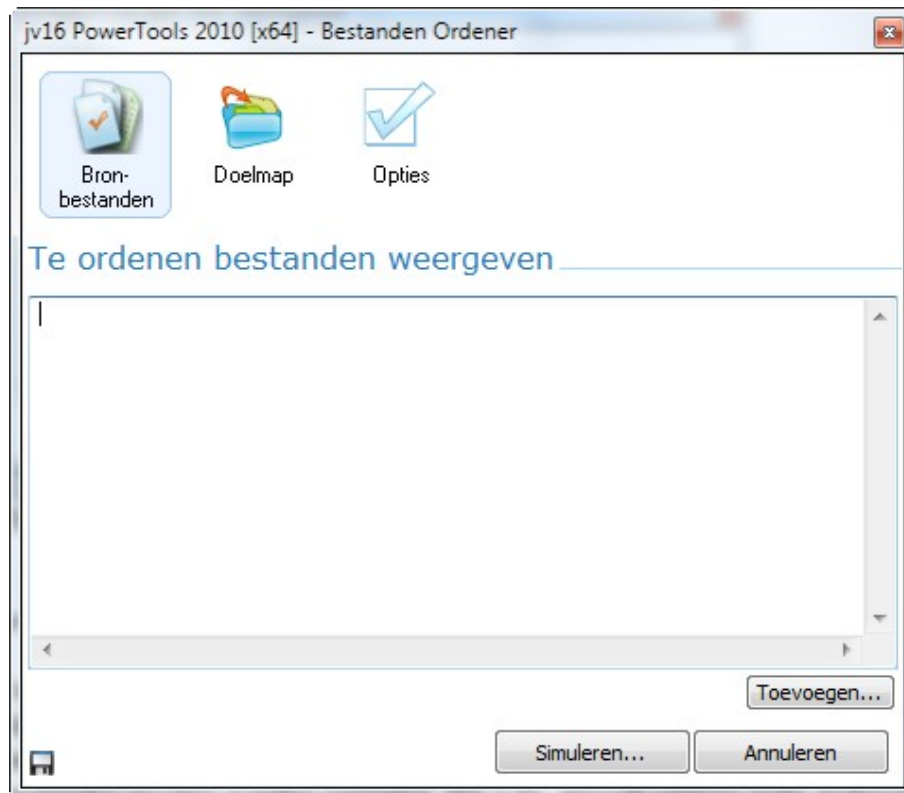 jv16 PowerTools 2010 [x64] - Bestanden Ordener
Bron-
bestanden
Doelmap
Opties
Te ordenen bestanden weergeven
Toevoegen...
Simuleren...
Annuleren